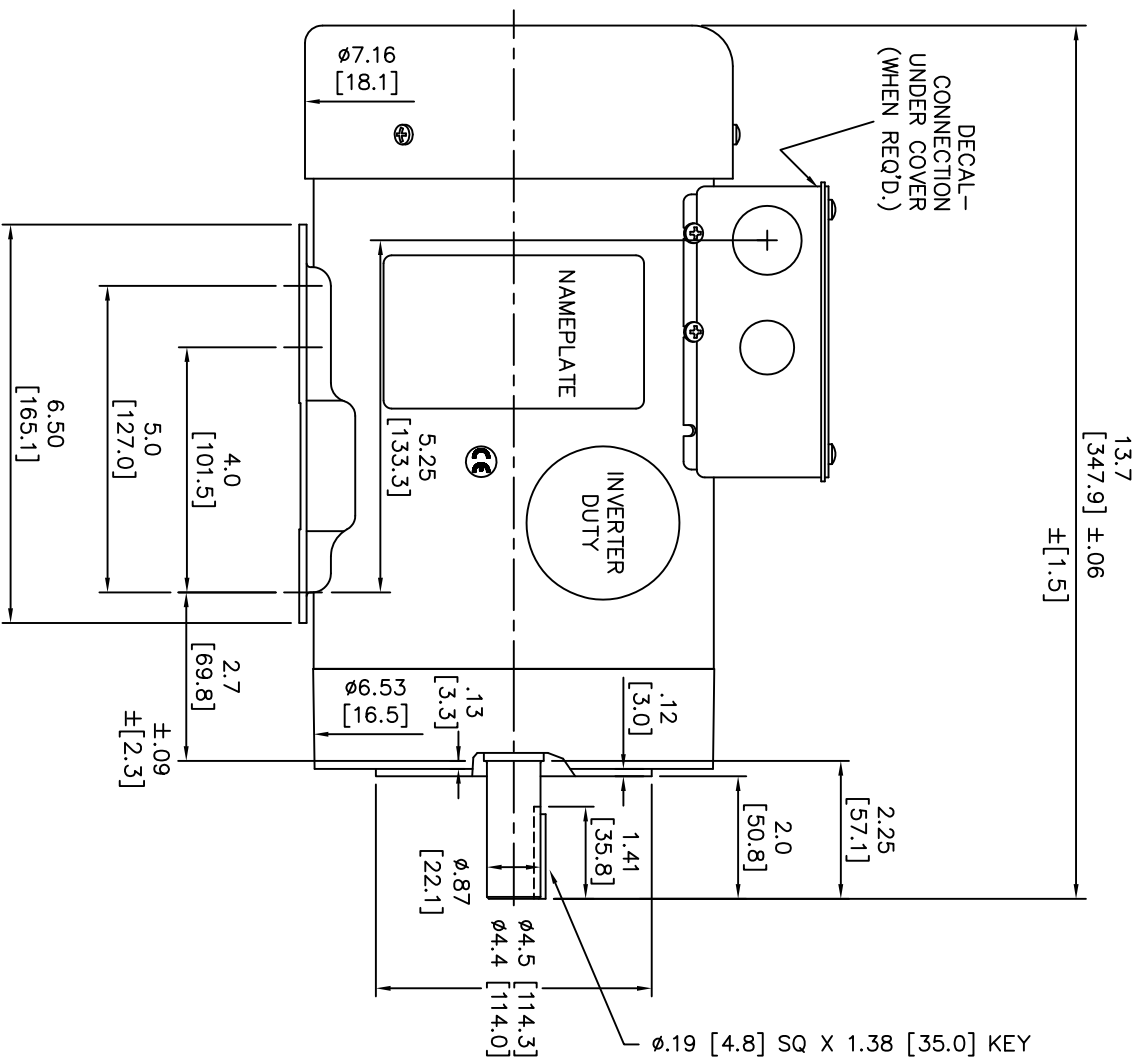 13.7
[347.9] ±.06
±[1.5]
DECAL-
CONNECTION
UNDER COVER
(WHEN REQ'D.)
ø7.16
[18.1]
NAMEPLATE
INVERTER
DUTY
CE
5.25
[133.3]
4.0
[101.5]
5.0
[127.0]
6.50
[165.1]
2.7
[69.8]
±.09
±[2.3]
ø6.53
[16.5]
.13
[3.3]
.12
[3.0]
2.25
[57.1]
2.0
[50.8]
1.41
[35.8]
ø.87
[22.1]
ø4.5 [114.3]
ø4.4 [114.0]
ø.19 [4.8] SQ X 1.38 [35.0] KEY